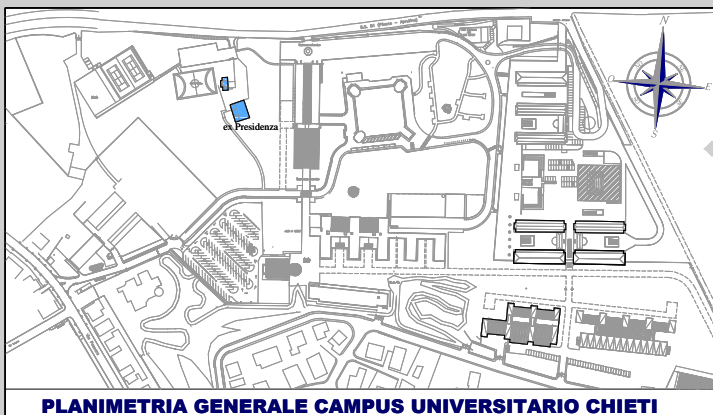 N
O
E
S
ex Presidenza
PLANIMETRIA GENERALE CAMPUS UNIVERSITARIO CHIETI